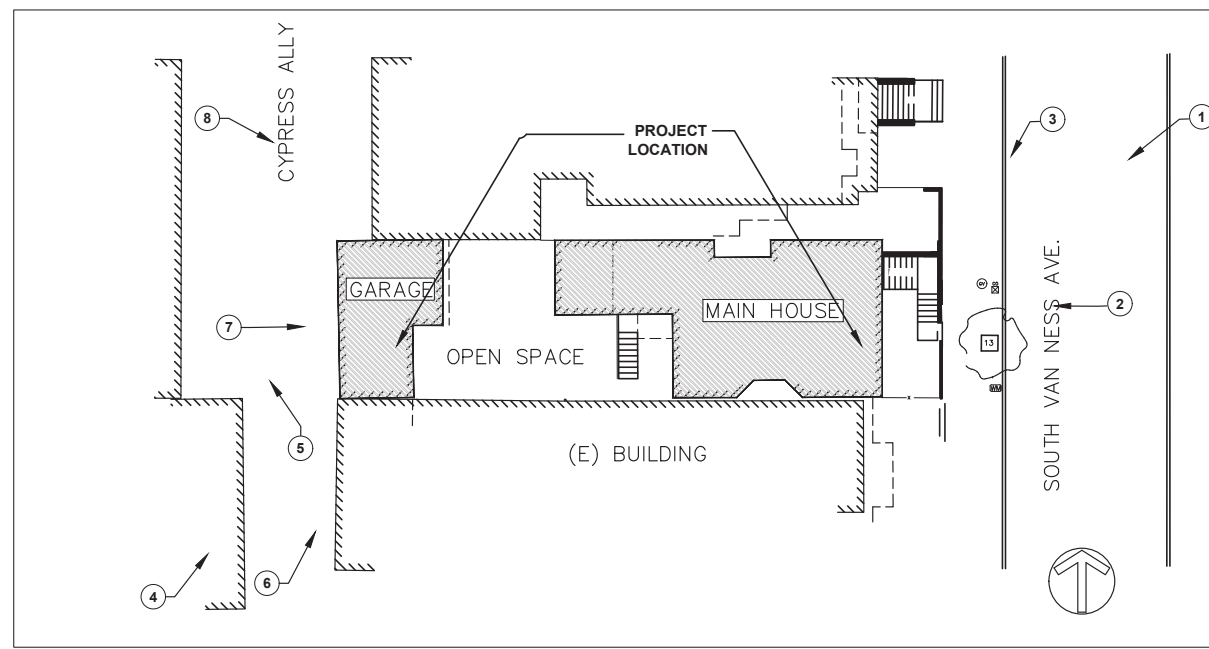 CYPRESS ALLY
8
PROJECT
LOCATION
3
1
GARAGE
MAIN HOUSE
SOUTH VAN NESS AVE.
2
7
13
OPEN SPACE
5
(E) BUILDING
WM
4
6